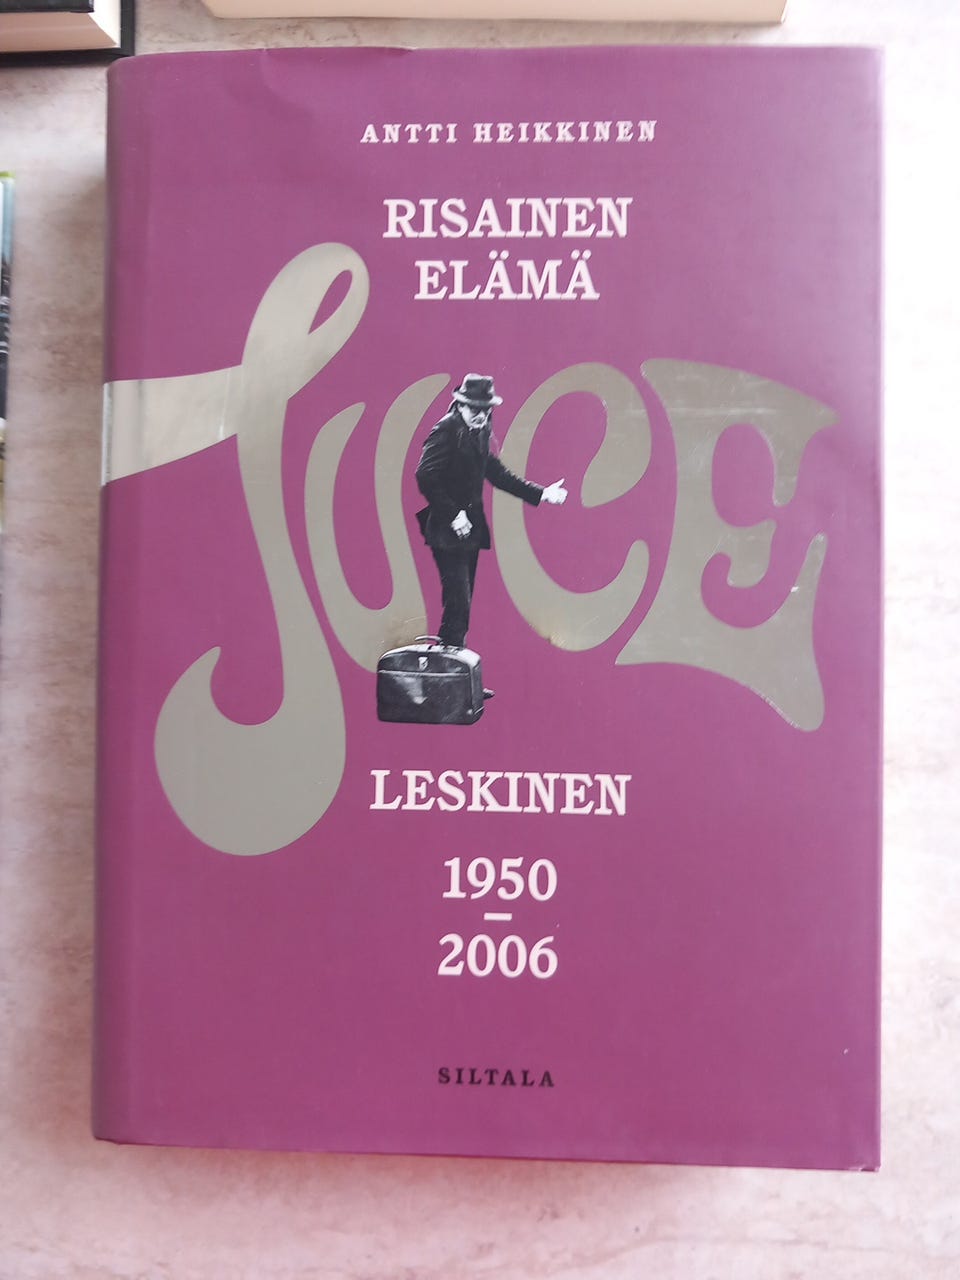 ANTTI HEIKKINEN
RISAINEN
ELÄMÄ
JUICE
LESKINEN
1950
–
2006
SILTALA